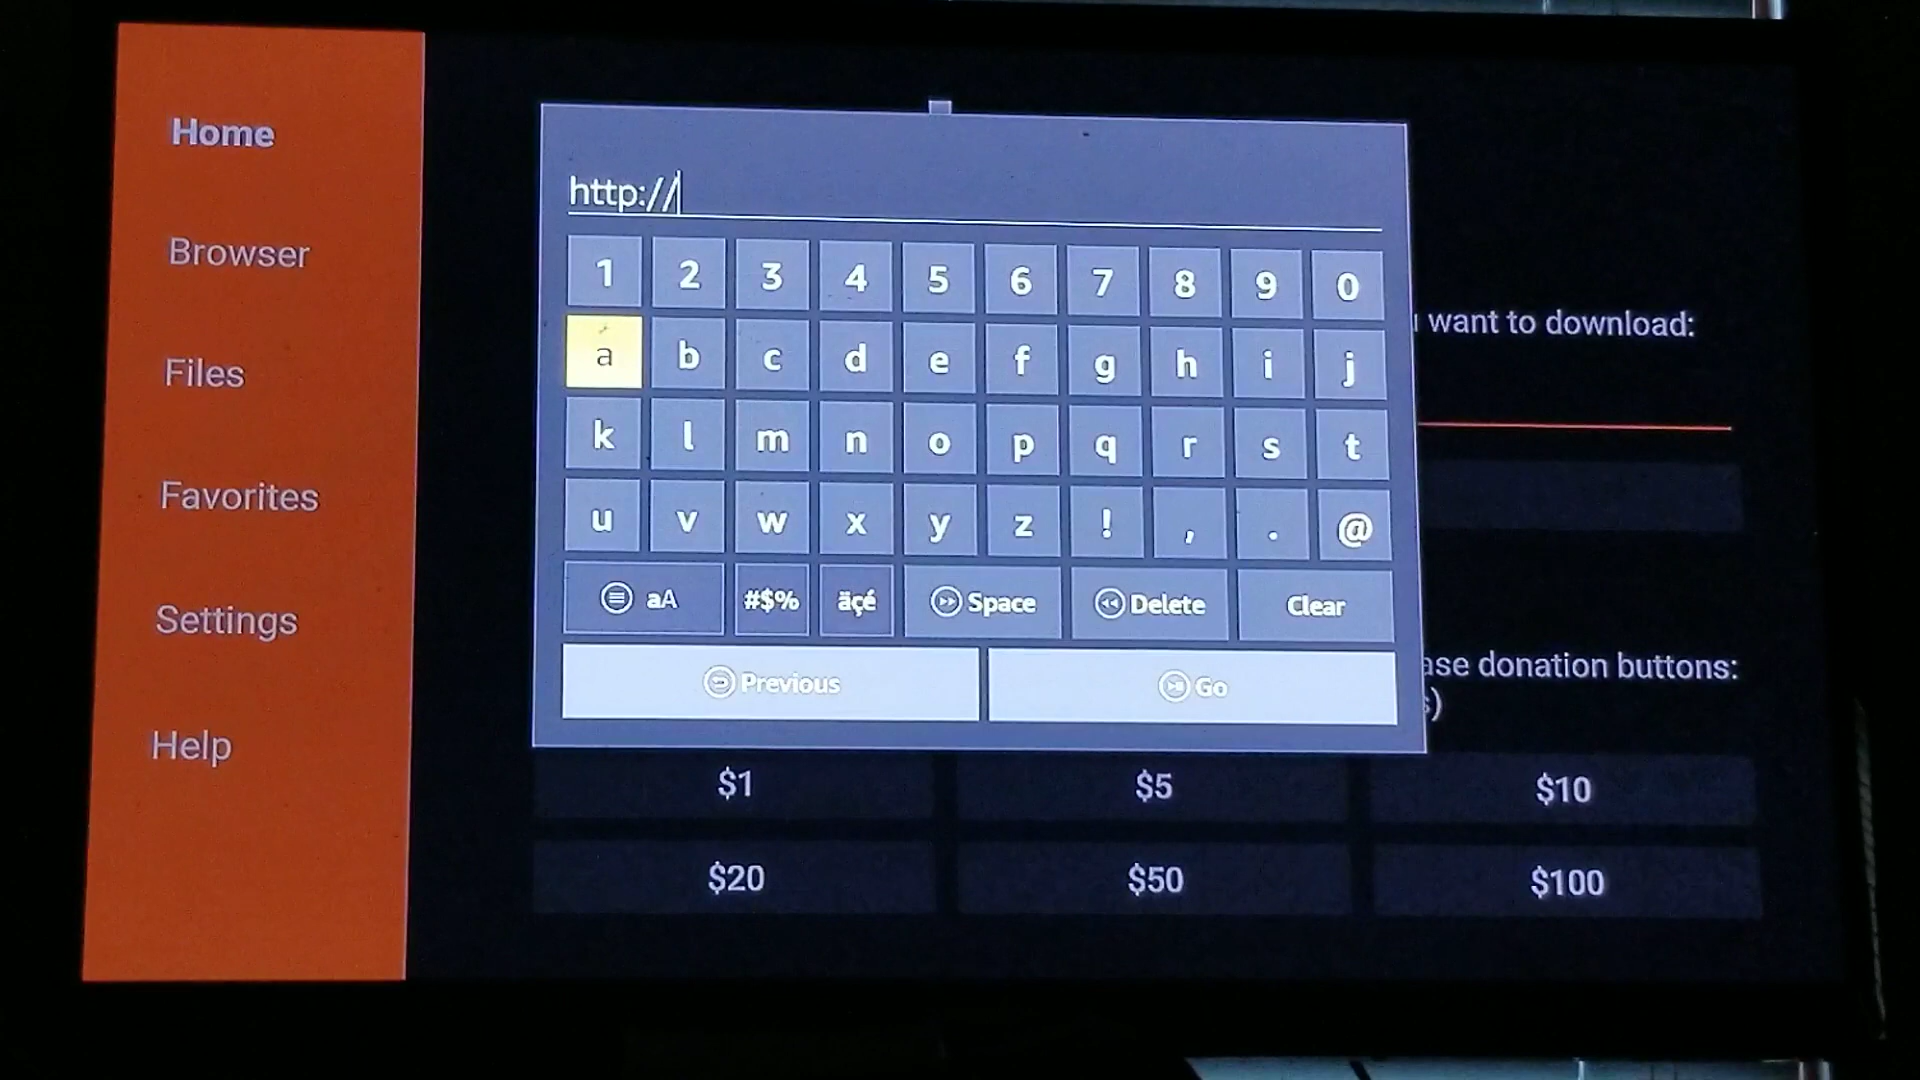 Home
Browser
Files
Favorites
Settings
Help
http://
1 2 3 4 5 6 7 8 9 0
a b c d e f g h i j
k l m n o p q r s t
u v w x y z ! , . @
aA #$% äçé Space Delete Clear
Previous Go
want to download:
donation buttons:
$1 $5 $10
$20 $50 $100